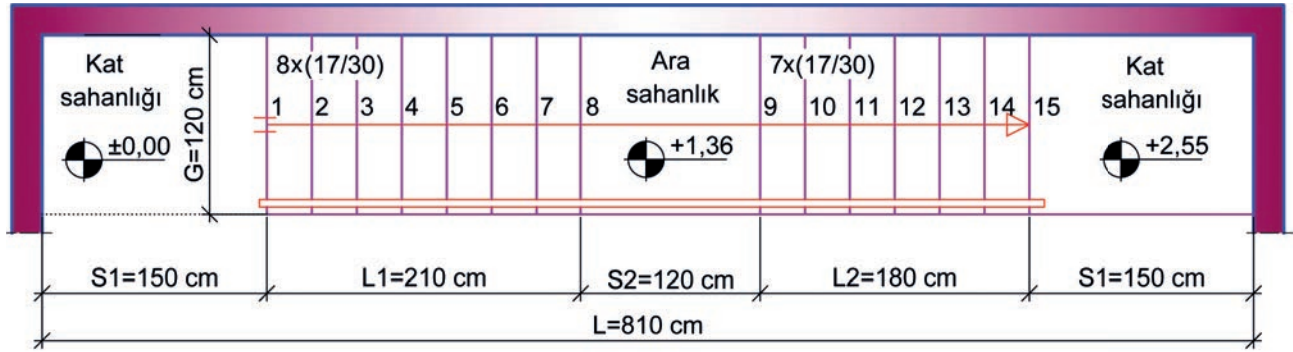 Kat
sahanlığı
±0,00
G=120 cm
8x(17/30)
1 2 3 4 5 6 7 8
Ara
sahanlık
+1,36
7x(17/30)
9 10 11 12 13 14 15
Kat
sahanlığı
+2,55
S1=150 cm L1=210 cm S2=120 cm L2=180 cm S1=150 cm
L=810 cm